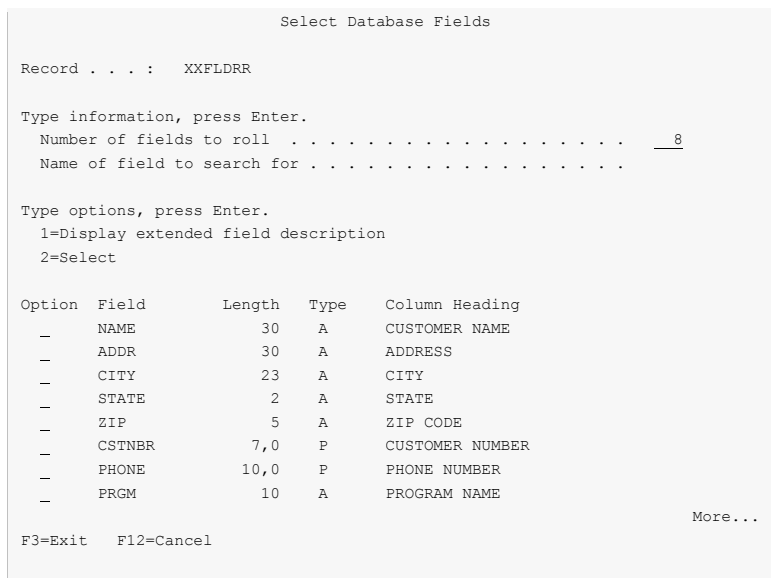 Select Database Fields
Record . . . :   XXFLDRR
Type information, press Enter.
Number of fields to roll  . . . . . . . . . . . . . . . . . .   8
Name of field to search for . . . . . . . . . . . . . . . . .
Type options, press Enter.
1=Display extended field description
2=Select
Option  Field        Length   Type    Column Heading
_     NAME             30    A      CUSTOMER NAME
_     ADDR             30    A      ADDRESS
_     CITY             23    A      CITY
_     STATE             2    A      STATE
_     ZIP               5    A      ZIP CODE
_     CSTNBR          7,0    P      CUSTOMER NUMBER
_     PHONE          10,0    P      PHONE NUMBER
_     PRGM             10    A      PROGRAM NAME
More...
F3=Exit   F12=Cancel